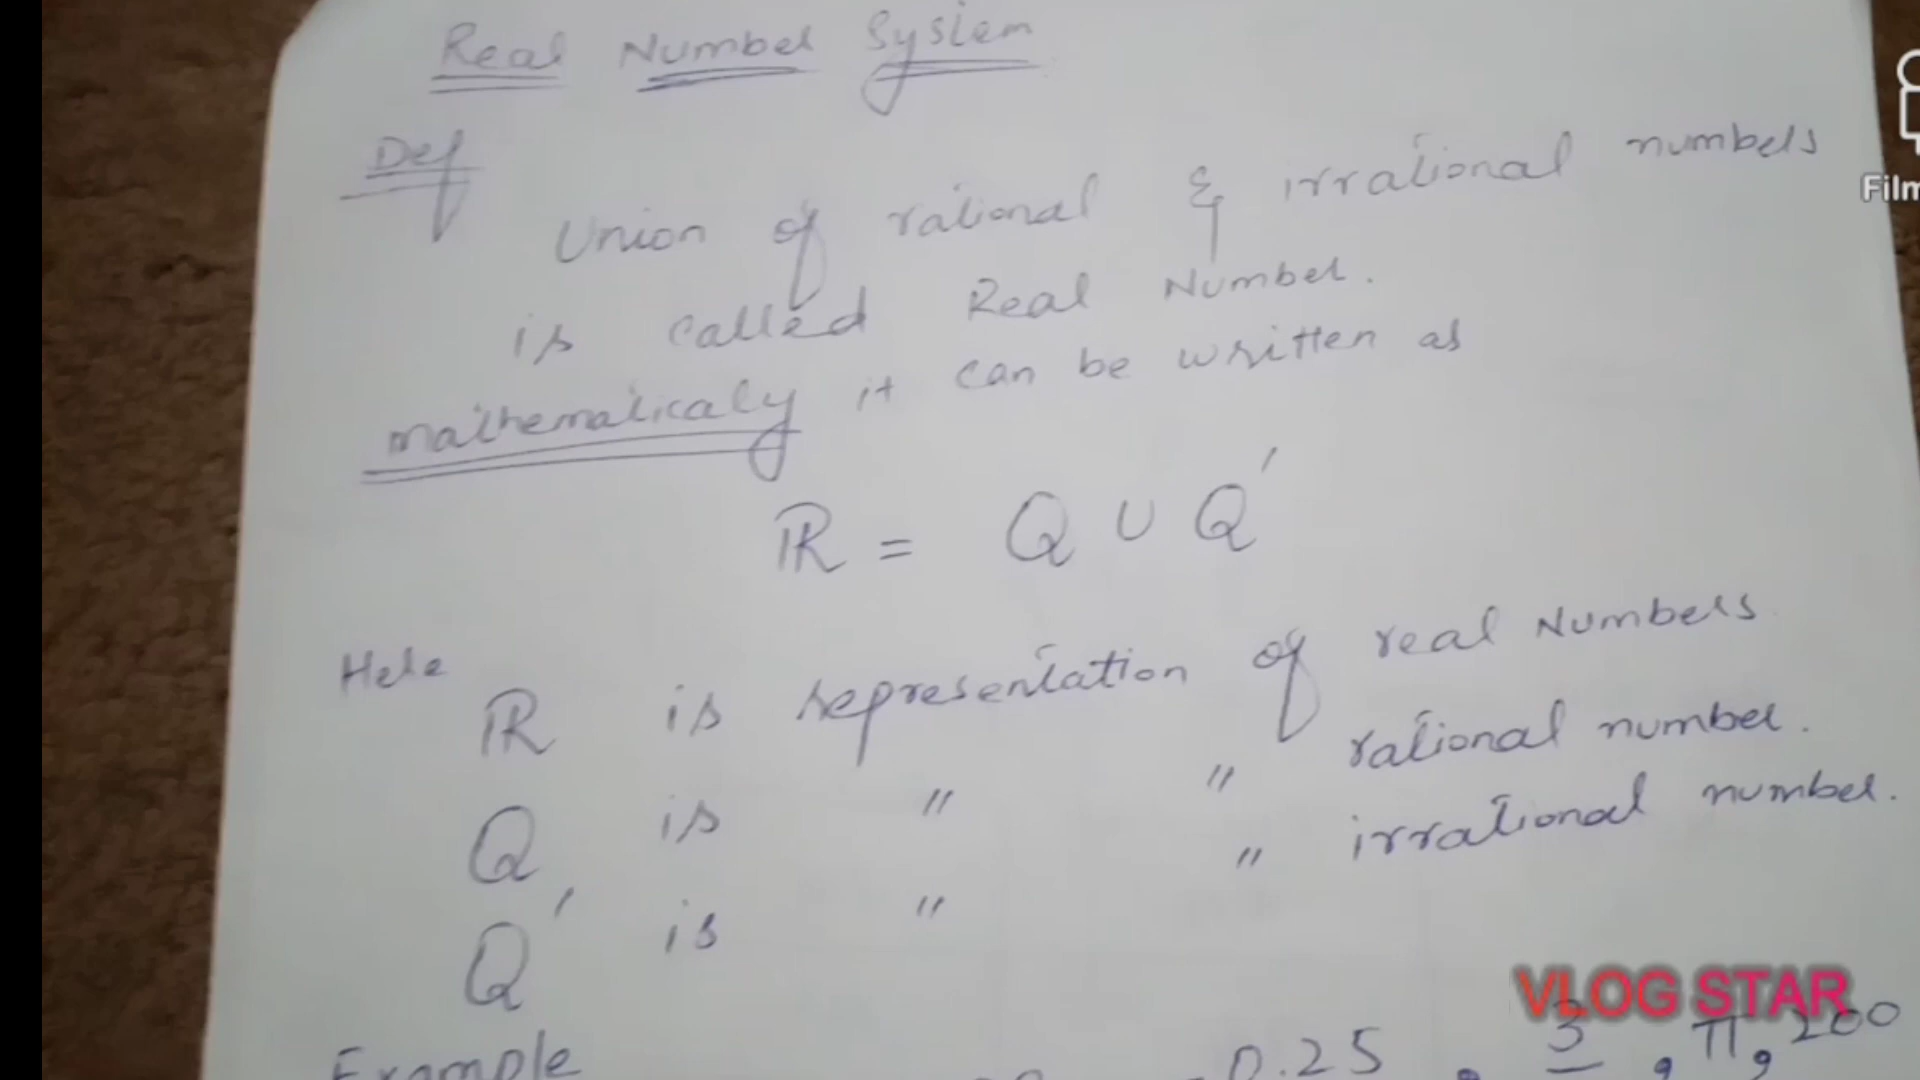 Real Number System
Def
Union of rational & irrational numbers
is called Real Number.
mathematicaly it can be written as
R = Q ∪ Q'
Here
R is representation of real Numbers
Q is " " rational number.
Q' is " " irrational number.
Example 0.25, 3, π, 200
Film
VLOG STAR